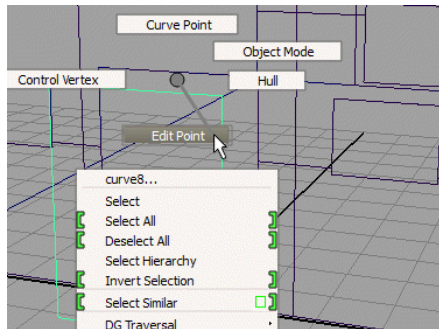 Curve Point
Object Mode
Control Vertex
Hull
Edit Point
curve8...
Select
Select All
Deselect All
Select Hierarchy
Invert Selection
Select Similar
DG Traversal